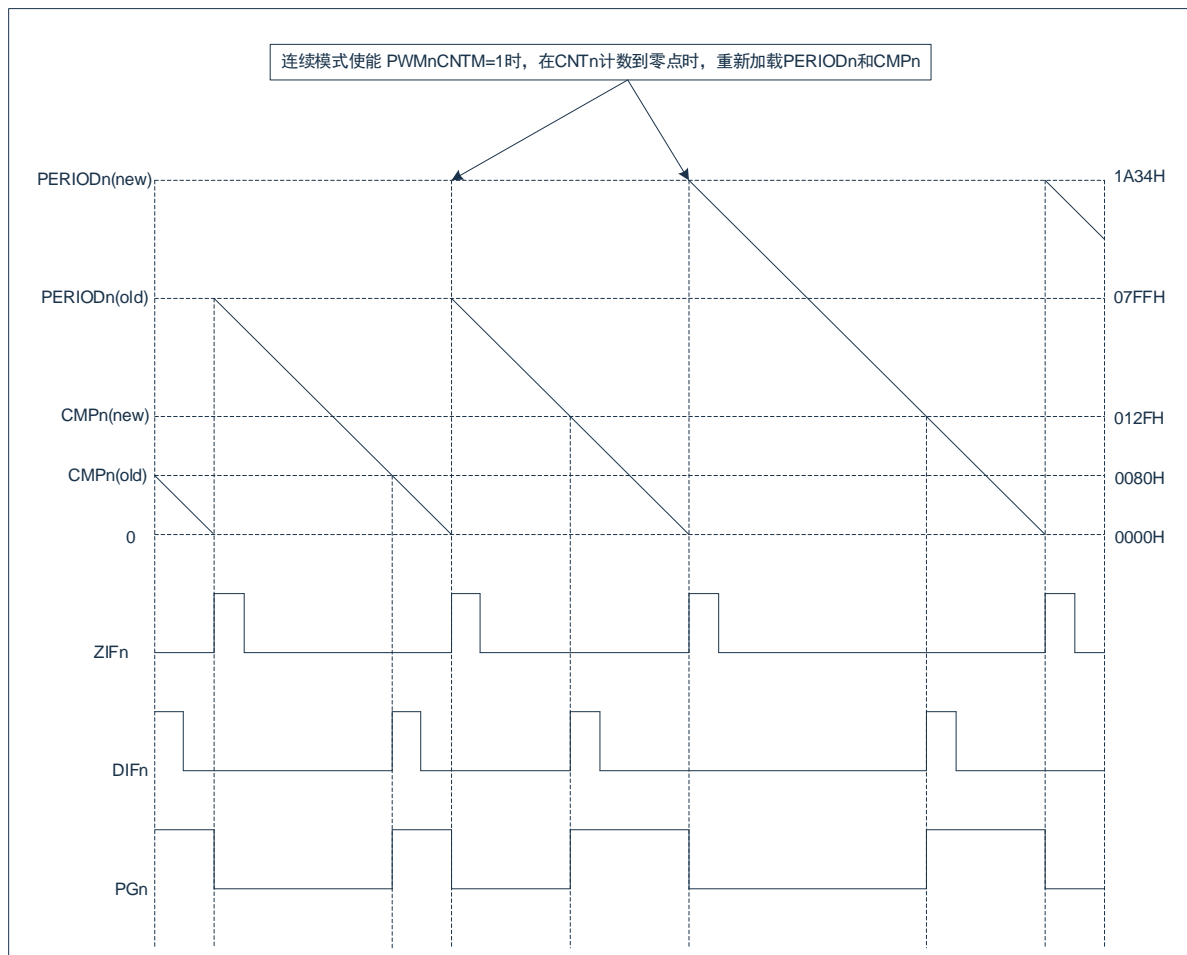 连续模式使能 PWMnCNTM=1时，在CNTn计数到零点时，重新加载PERIODn和CMPn
PERIODn(new)
1A34H
PERIODn(old)
07FFH
CMPn(new)
012FH
CMPn(old)
0080H
0
0000H
ZIFn
DIFn
PGn